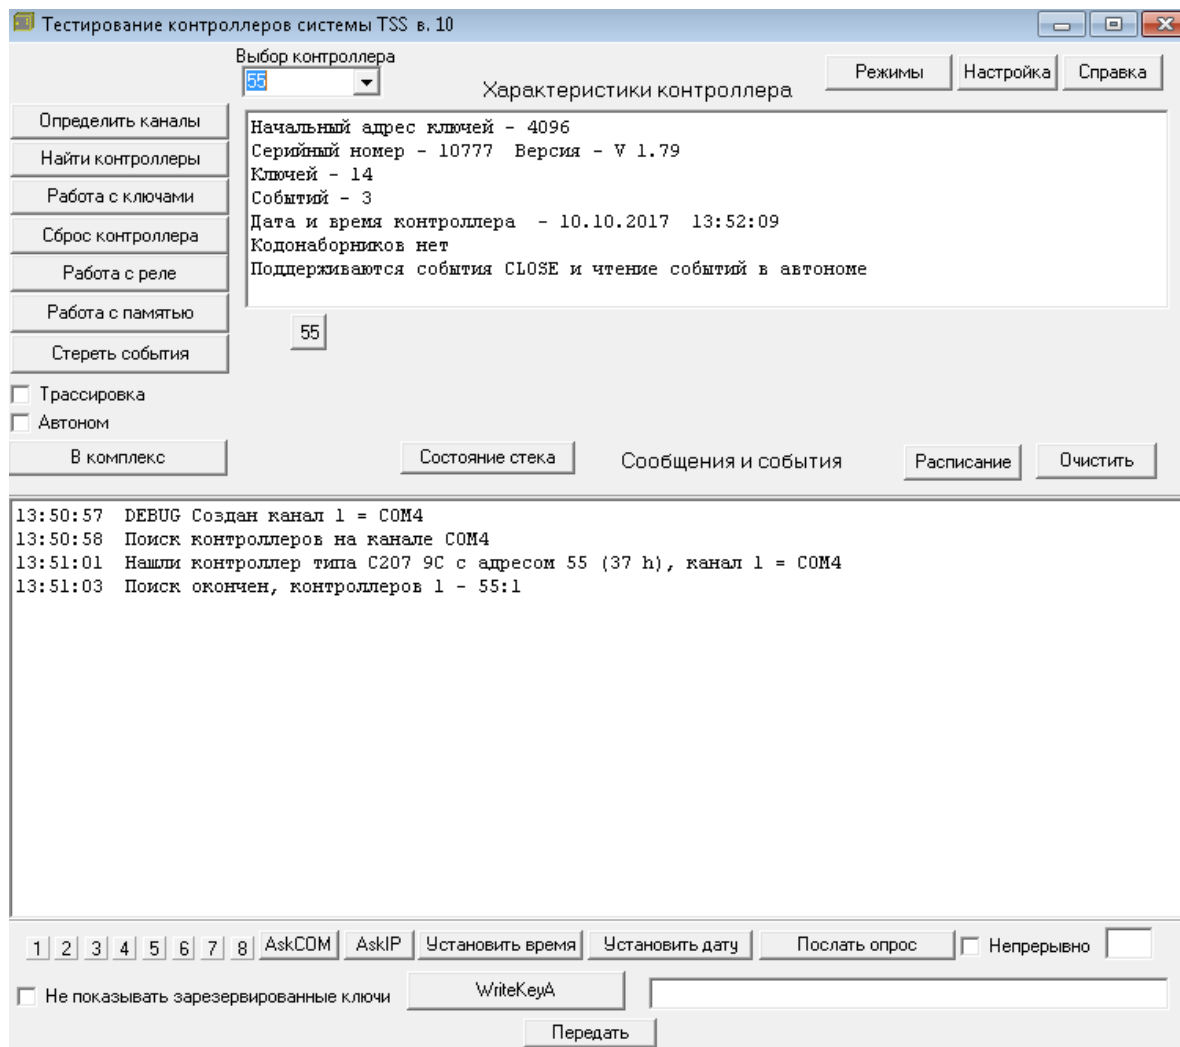 Тестирование контроллеров системы TSS в. 10
Выбор контроллера
55
Характеристики контроллера
Режимы
Настройка
Справка
Определить каналы
Найти контроллеры
Работа с ключами
Сброс контроллера
Работа с реле
Работа с памятью
Стереть события
Начальный адрес ключей - 4096
Серийный номер - 10777 Версия - V 1.79
Ключей - 14
Событий - 3
Дата и время контроллера - 10.10.2017 13:52:09
Кодонаборников нет
Поддерживаются события CLOSE и чтение событий в автономе
55
Трассировка
Автоном
В комплекс
Состояние стека
Сообщения и события
Расписание
Очистить
13:50:57 DEBUG Создан канал 1 = COM4
13:50:58 Поиск контроллеров на канале COM4
13:51:01 Нашли контроллер типа C207 9C с адресом 55 (37 h), канал 1 = COM4
13:51:03 Поиск окончен, контроллеров 1 - 55:1
1 2 3 4 5 6 7 8 AskCOM AskIP Установить время Установить дату Послать опрос Непрерывно
Не показывать зарезервированные ключи
WriteKeyA
Передать